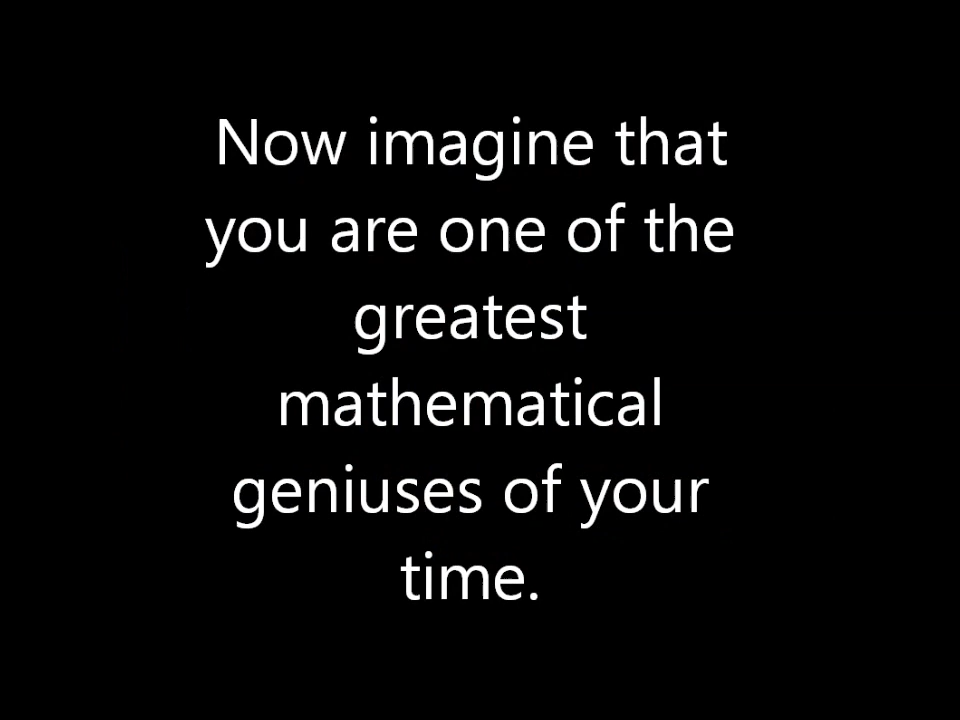 Now imagine that
you are one of the
greatest
mathematical
geniuses of your
time.